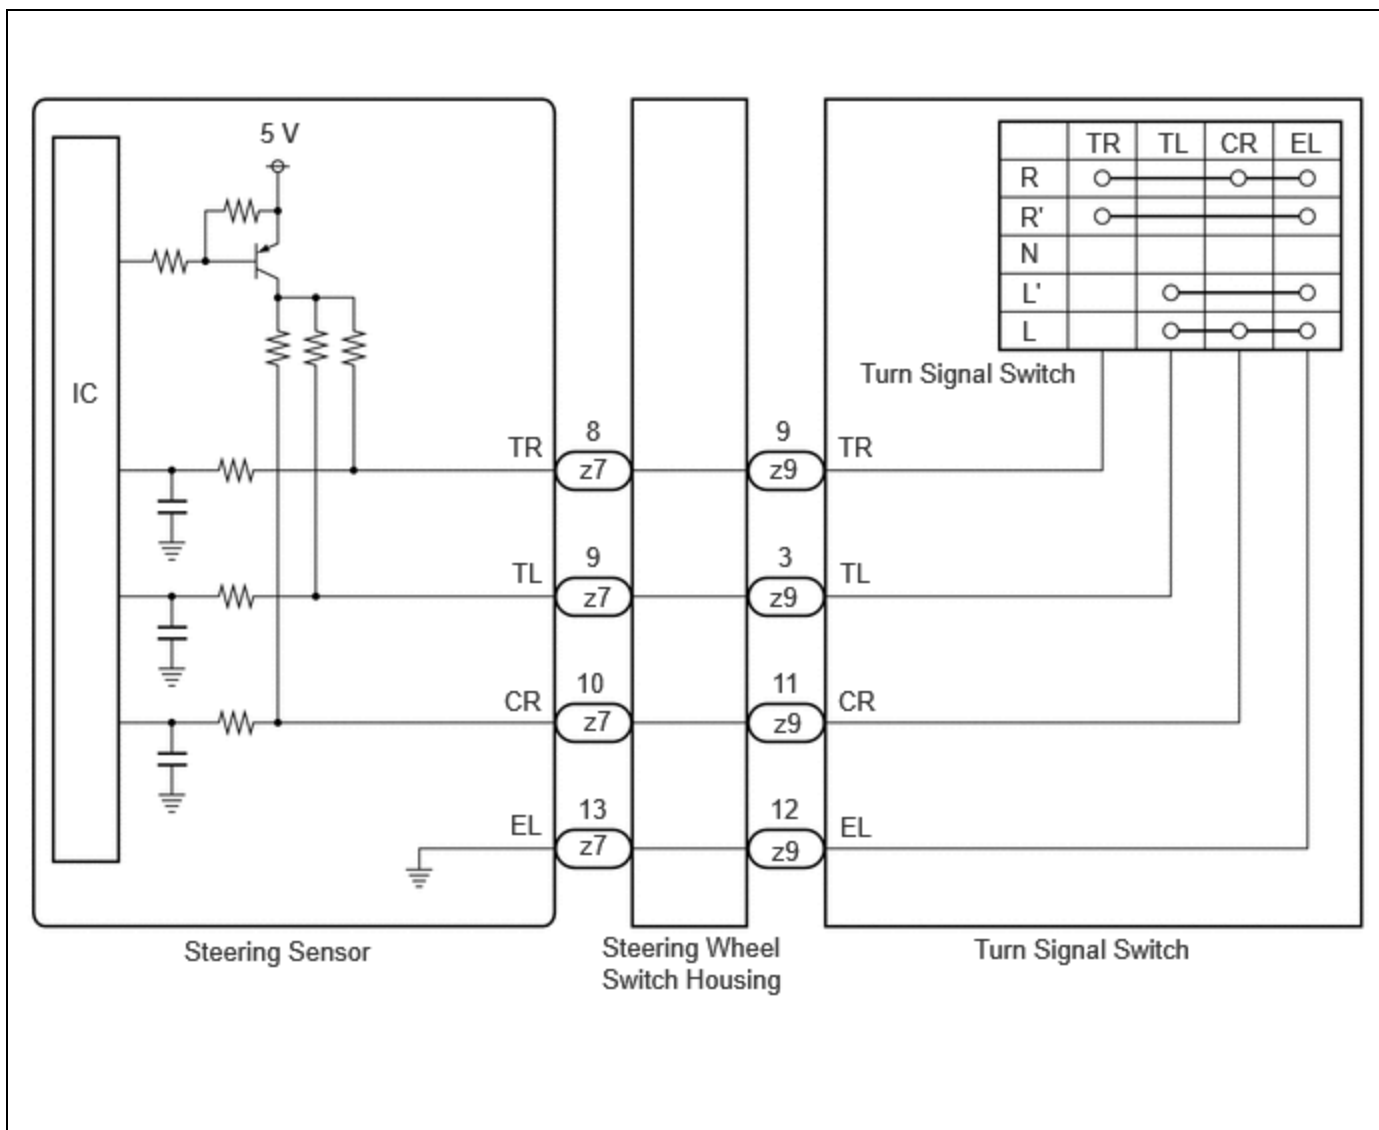 5 V
IC
TR TL CR EL
R
R'
N
L'
L
Turn Signal Switch
8 9
TR z7 z9 TR
9 3
TL z7 z9 TL
10 11
CR z7 z9 CR
13 12
EL z7 z9 EL
Steering Sensor
Steering Wheel
Switch Housing
Turn Signal Switch